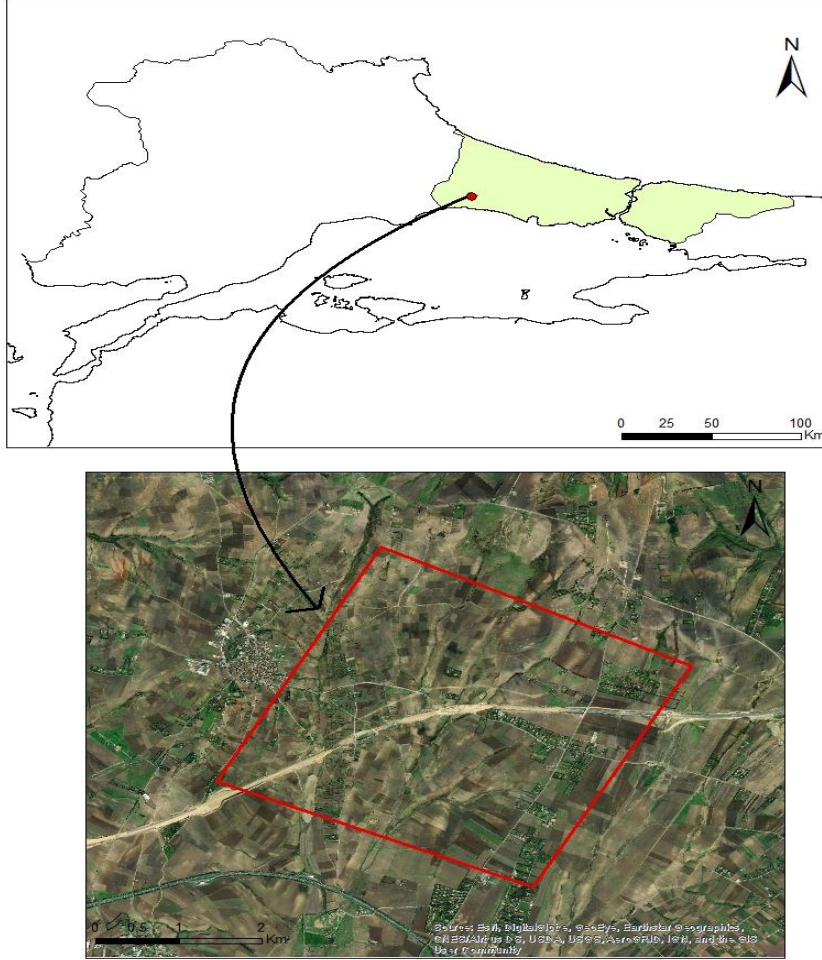 N
0 25 50 100
Km
N
0 0.5 1 2
Km
Source: Esri, DigitalGlobe, GeoEye, Earthstar Geographics,
CNES/Airbus DS, USDA, USGS, AeroGRID, IGN, and the GIS
User Community